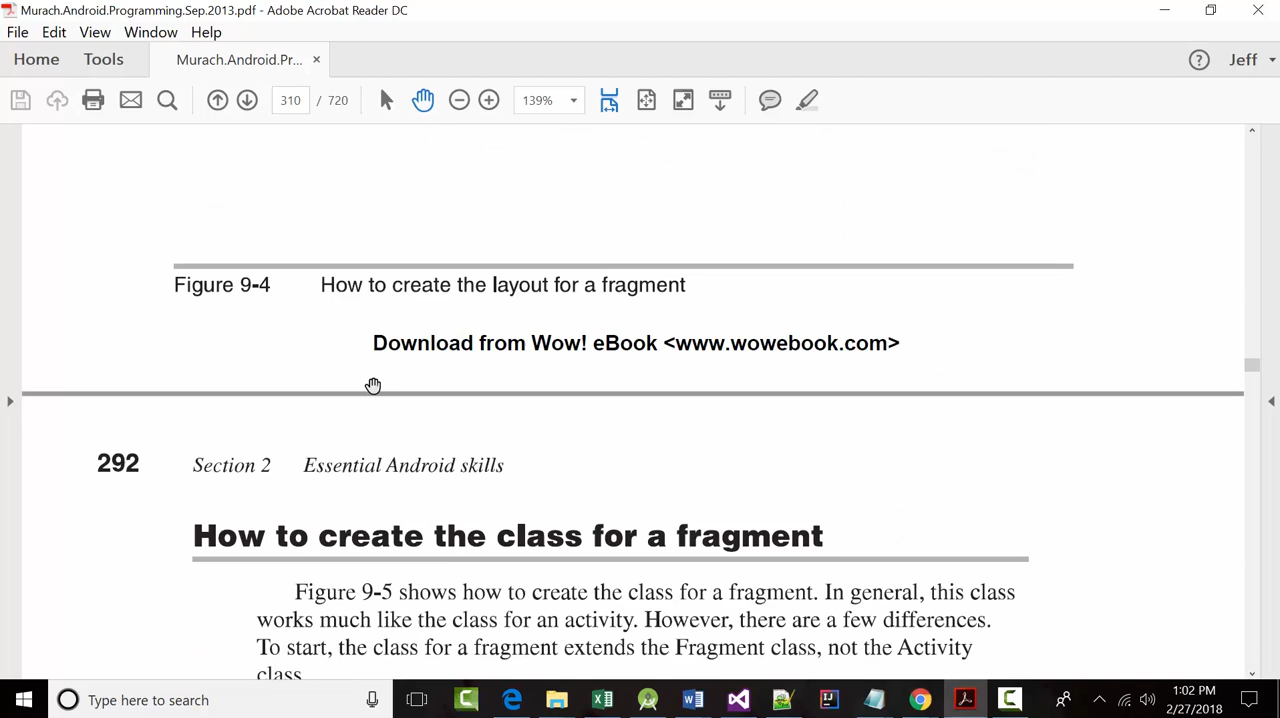 Murach.Android.Programming.Sep.2013.pdf - Adobe Acrobat Reader DC
File Edit View Window Help
Home Tools Murach.Android.Pr... × Jeff
310 / 720 139%
Figure 9-4 How to create the layout for a fragment
Download from Wow! eBook <www.wowebook.com>
292 Section 2 Essential Android skills
How to create the class for a fragment
Figure 9-5 shows how to create the class for a fragment. In general, this class
works much like the class for an activity. However, there are a few differences.
To start, the class for a fragment extends the Fragment class, not the Activity
class.
Type here to search
1:02 PM
2/27/2018